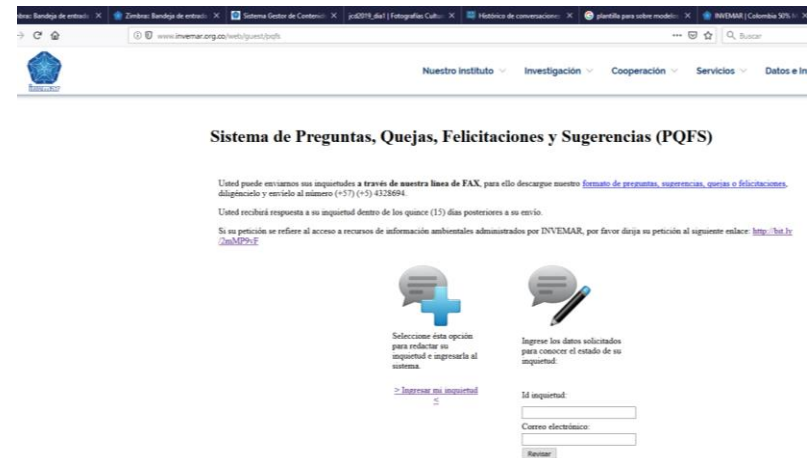 Zimbra: Bandeja de entrada
Sistema Gestor de Contenid
jcd2019_dia1 | Fotografías Cultur
Histórico de conversaciones
plantilla para sobre modelo
INVEMAR | Colombia 50%
www.invemar.org.co/web/guest/pqfs
Buscar
Nuestro instituto
Investigación
Cooperación
Servicios
Datos e In
Sistema de Preguntas, Quejas, Felicitaciones y Sugerencias (PQFS)
Usted puede enviarnos sus inquietudes a través de nuestra línea de FAX, para ello descargue nuestro formato de preguntas, sugerencias, quejas o felicitaciones,
diligéncielo y envíelo al número (+57) (+5) 4328694.
Usted recibirá respuesta a su inquietud dentro de los quince (15) días posteriores a su envío.
Si su petición se refiere al acceso a recursos de información ambientales administrados por INVEMAR, por favor dirija su petición al siguiente enlace: http://bit.ly
/2mMP9vF
Seleccione ésta opción
para redactar su
inquietud e ingresarla al
sistema.
> Ingresar mi inquietud
<
Ingrese los datos solicitados
para conocer el estado de su
inquietud:
Id inquietud:
Correo electrónico:
Revisar